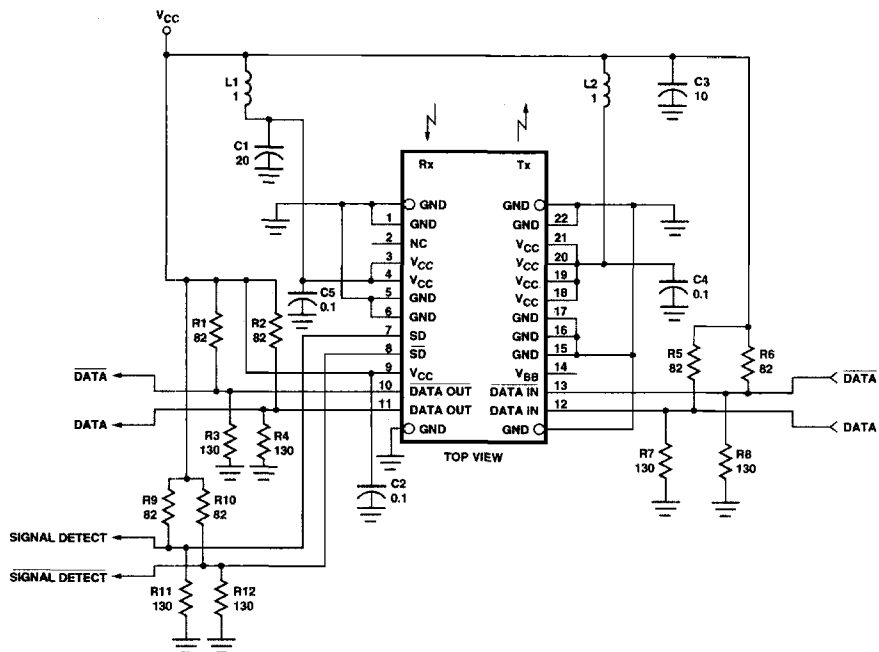 VCC
L1
1
C1
20
L2
1
C3
10
Rx
Tx
GND
1
GND
2
NC
3
VCC
4
VCC
5
GND
6
GND
7
SD
8
SD
9
VCC
10
DATA OUT
11
DATA OUT
GND
GND
GND
22
VCC
21
VCC
20
VCC
19
VCC
18
GND
17
GND
16
GND
15
VBB
14
DATA IN
13
DATA IN
12
GND
TOP VIEW
C5
0.1
C4
0.1
R1
82
R2
82
R5
82
R6
82
DATA
DATA
DATA
DATA
R3
130
R4
130
R7
130
R8
130
C2
0.1
R9
82
R10
82
SIGNAL DETECT
SIGNAL DETECT
R11
130
R12
130